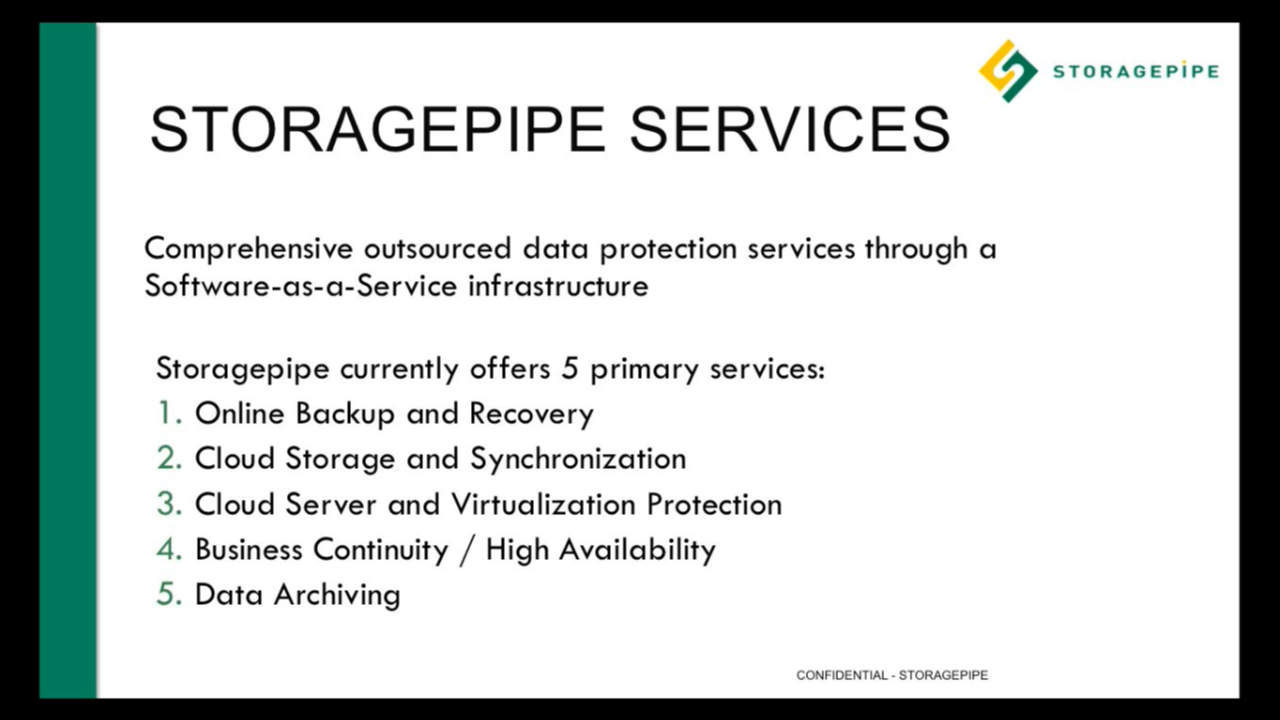 STORAGEPIPE
STORAGEPIPE SERVICES
Comprehensive outsourced data protection services through a
Software-as-a-Service infrastructure
Storagepipe currently offers 5 primary services:
1. Online Backup and Recovery
2. Cloud Storage and Synchronization
3. Cloud Server and Virtualization Protection
4. Business Continuity / High Availability
5. Data Archiving
CONFIDENTIAL - STORAGEPIPE